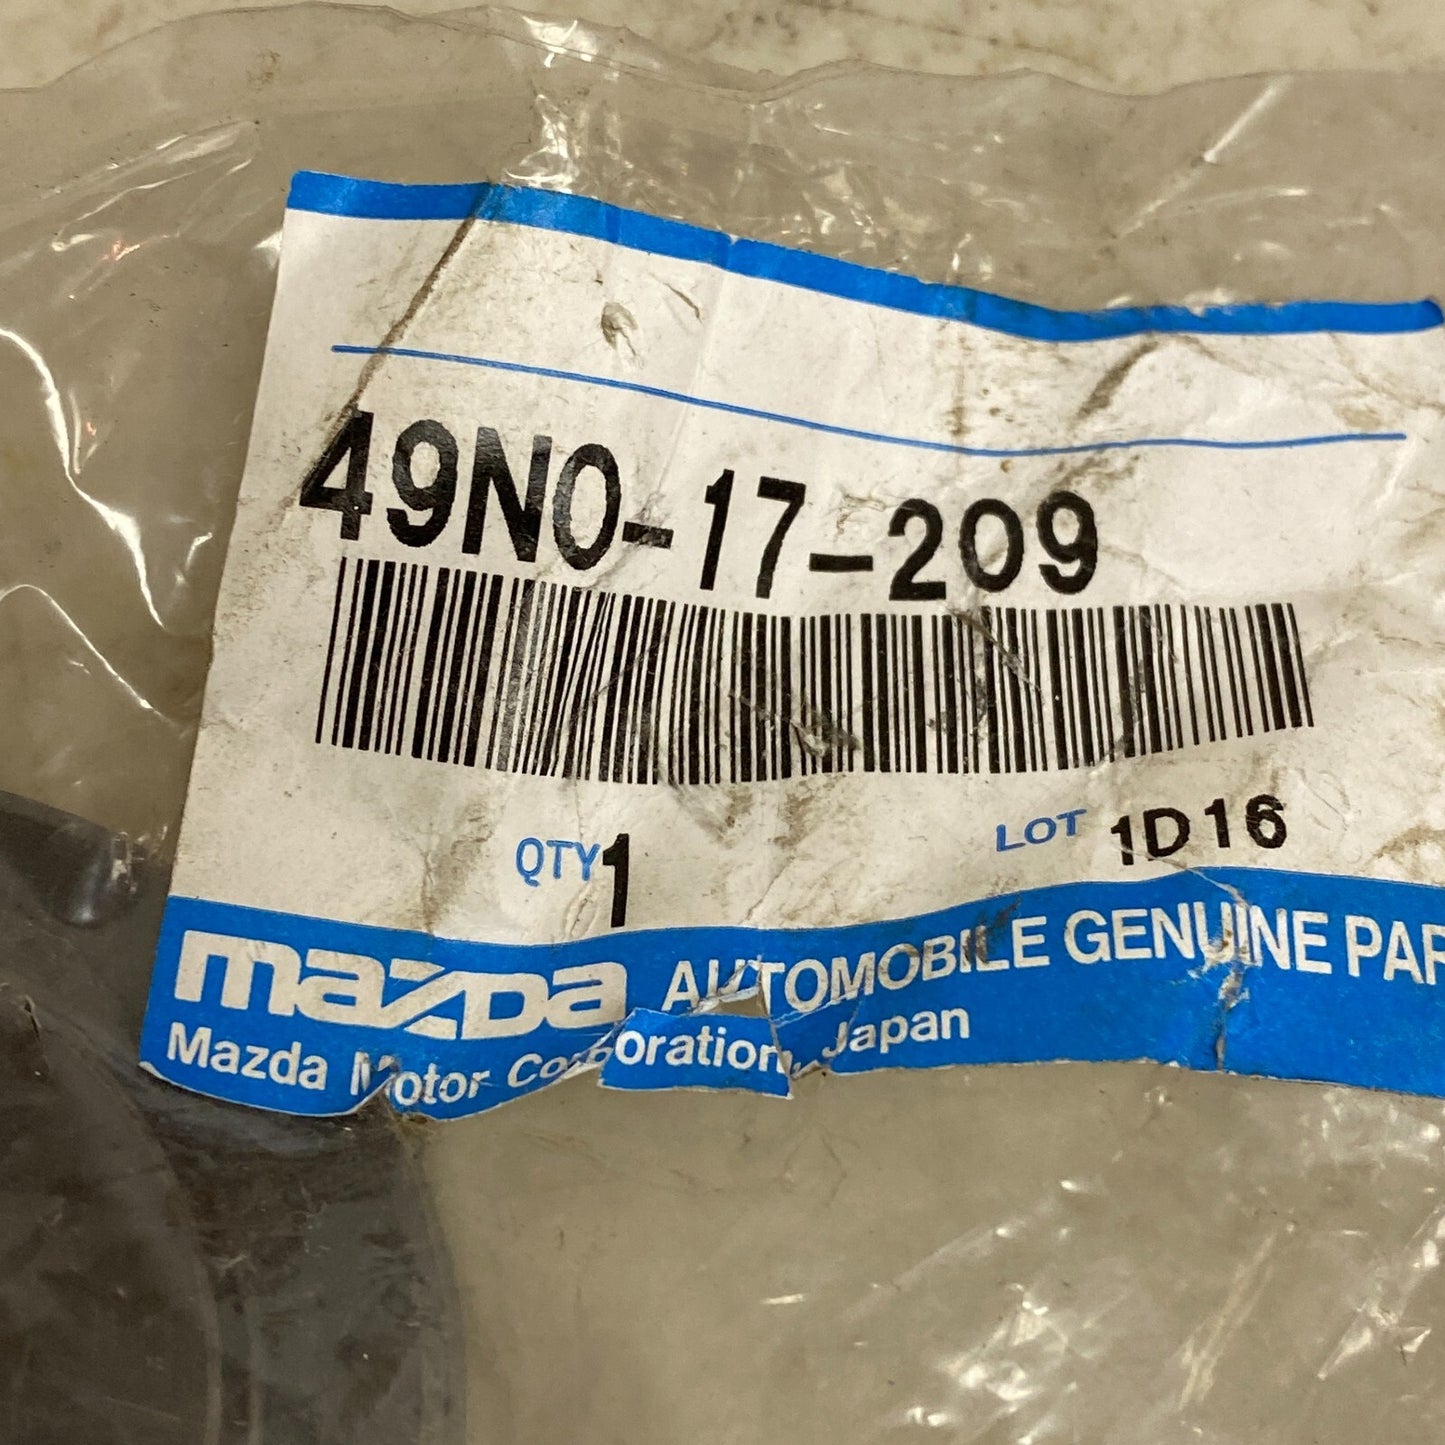 49N0-17-209
QTY 1 LOT 1D16
mazda AUTOMOBILE GENUINE PAR
Mazda Motor Corporation, Japan